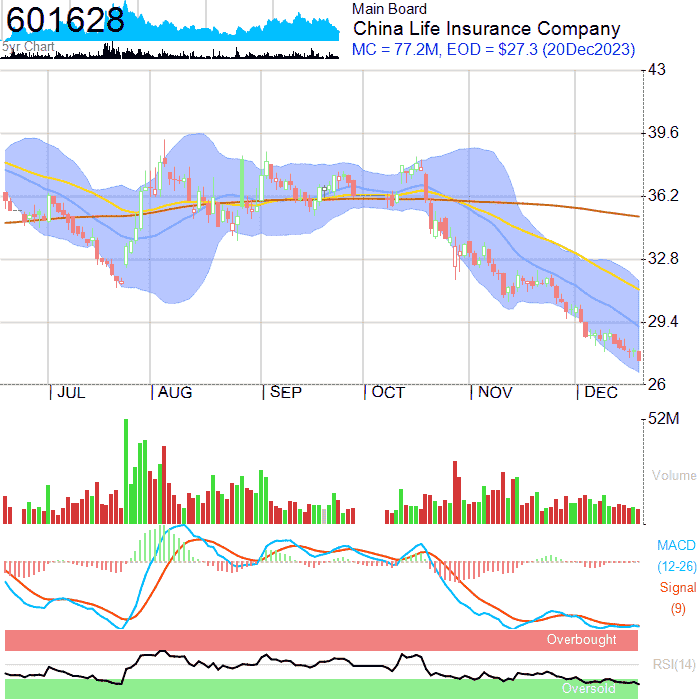 601628
5yr Chart
Main Board
China Life Insurance Company
MC = 77.2M, EOD = $27.3 (20Dec2023)
43
39.6
36.2
32.8
29.4
26
JUL AUG SEP OCT NOV DEC
52M
Volume
MACD
(12-26)
Signal
(9)
Overbought
RSI(14)
Oversold